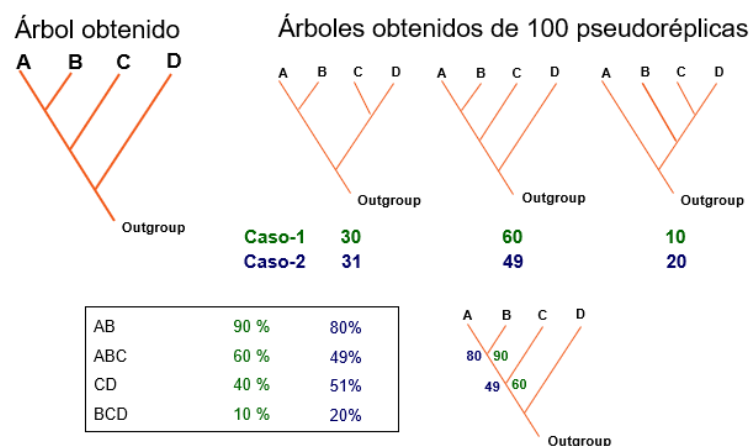 Árbol obtenido
A B C D
Outgroup
Árboles obtenidos de 100 pseudoréplicas
A B C D
Outgroup
A B C D
Outgroup
A B C D
Outgroup
Caso-1 30 60 10
Caso-2 31 49 20
AB 90 % 80%
ABC 60 % 49%
CD 40 % 51%
BCD 10 % 20%
A B C D
80 90
49 60
Outgroup